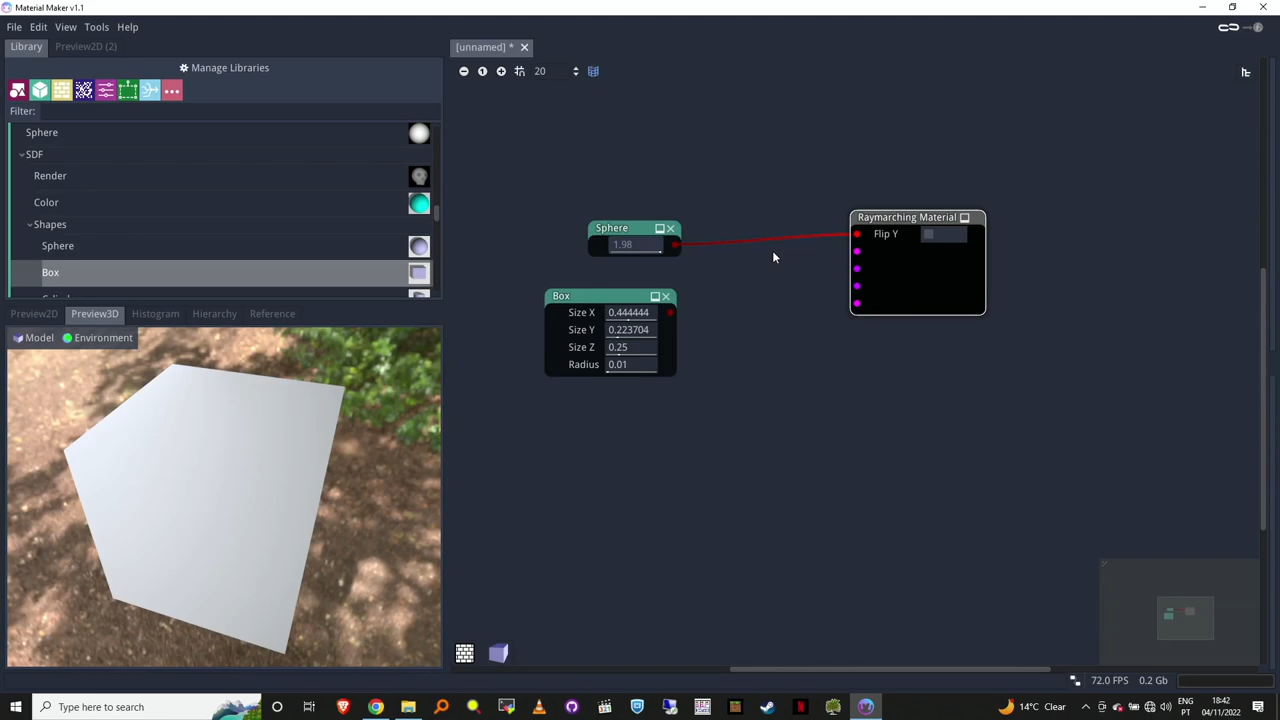 Material Maker v1.1
File Edit View Tools Help
Library Preview2D (2)
[unnamed] *
Manage Libraries
20
Filter:
Sphere
SDF
Render
Color
Shapes
Sphere
Box
Sphere
1.98
Raymarching Material
Flip Y
Box
Size X 0.444444
Size Y 0.223704
Size Z 0.25
Radius 0.01
Preview2D Preview3D Histogram Hierarchy Reference
Model Environment
72.0 FPS 0.2 Gb
Type here to search
14°C Clear
ENG
PT
18:42
04/11/2022